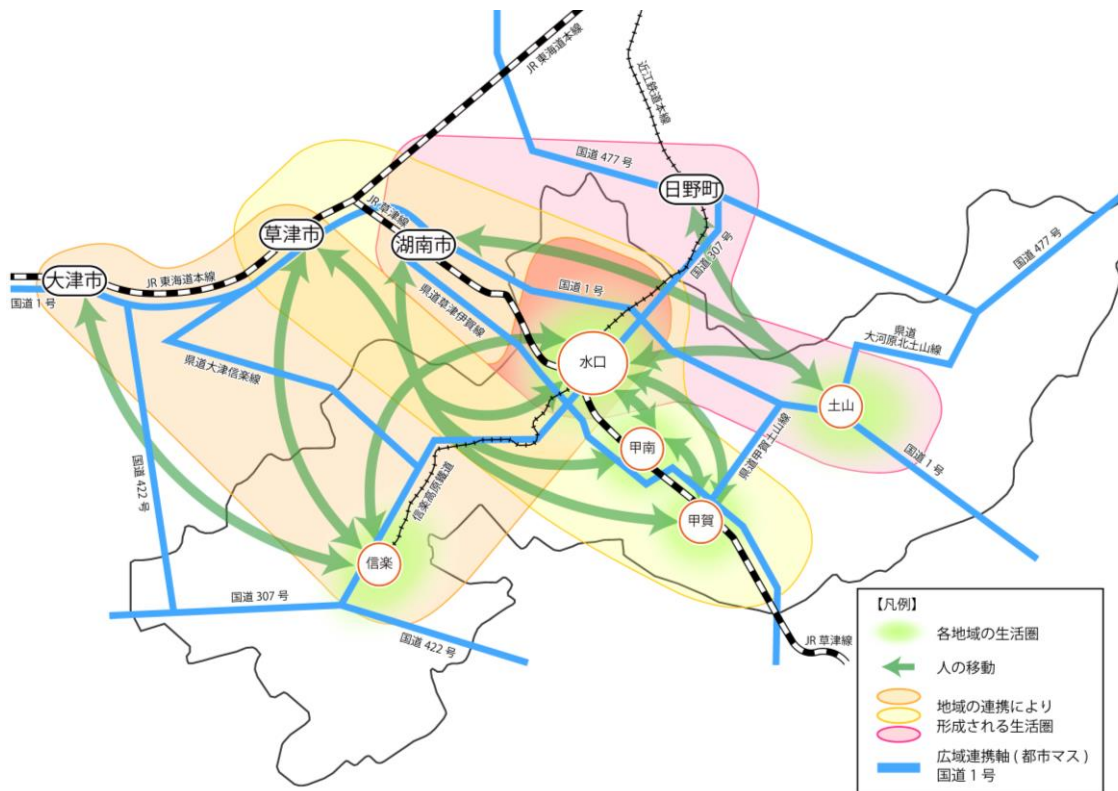 JR 東海道本線
近江鉄道本線
国道 477 号
日野町
JR 草津線
草津市
湖南市
国道 307 号
国道 477 号
大津市
JR 東海道本線
国道 1 号
県道草津伊賀線
国道 1 号
県道
大河原北土山線
水口
県道大津信楽線
土山
県道甲賀土山線
甲南
国道 1 号
国道 422 号
信楽高原鐵道
甲賀
信楽
国道 307 号
国道 422 号
JR 草津線
【凡例】
各地域の生活圏
人の移動
地域の連携により
形成される生活圏
広域連携軸 ( 都市マス )
国道 1 号